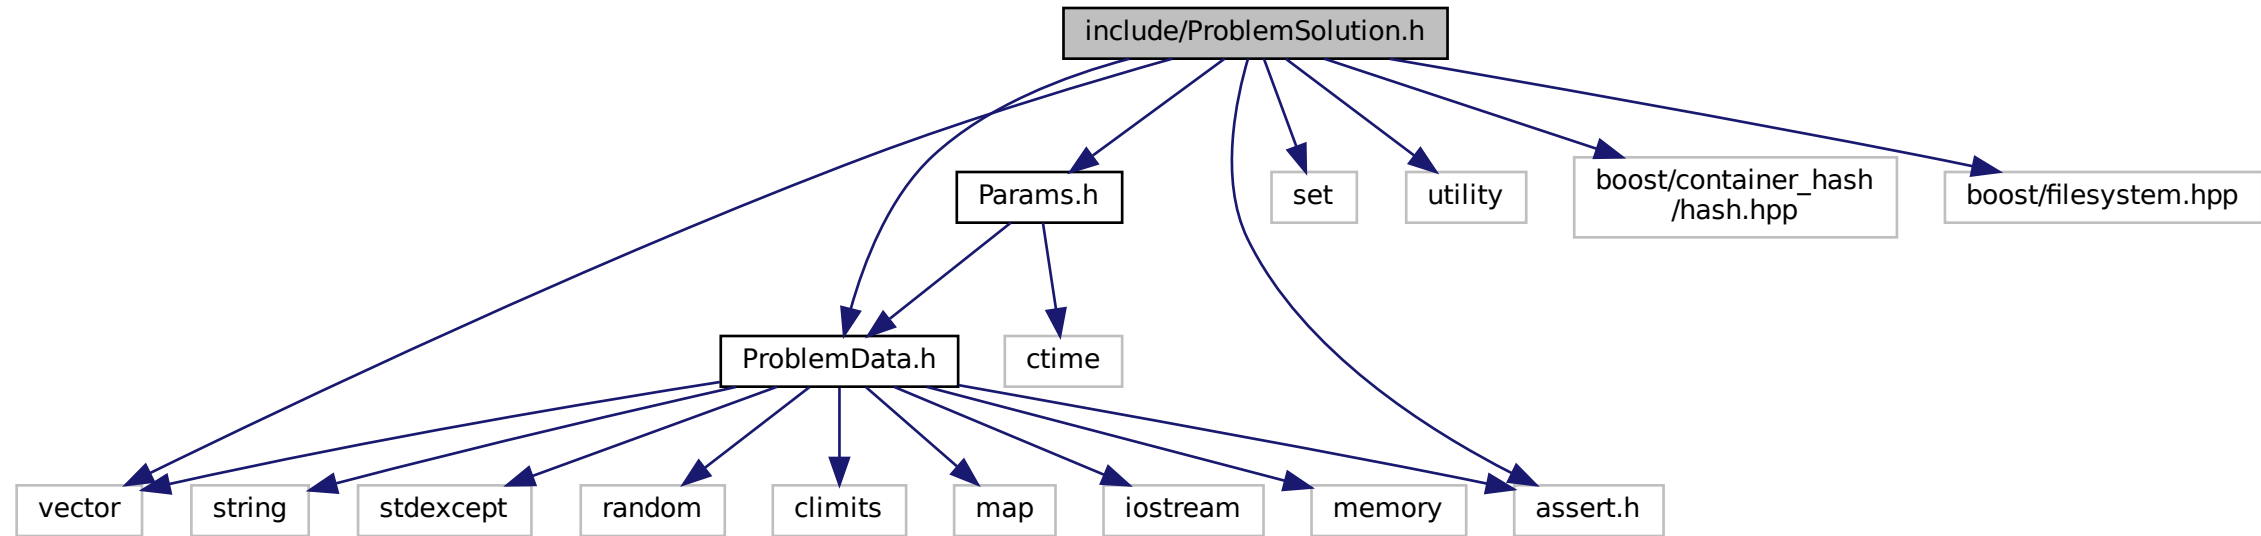 include/ProblemSolution.h
Params.h
set
utility
boost/container_hash
/hash.hpp
boost/filesystem.hpp
ProblemData.h
ctime
vector
string
stdexcept
random
climits
map
iostream
memory
assert.h